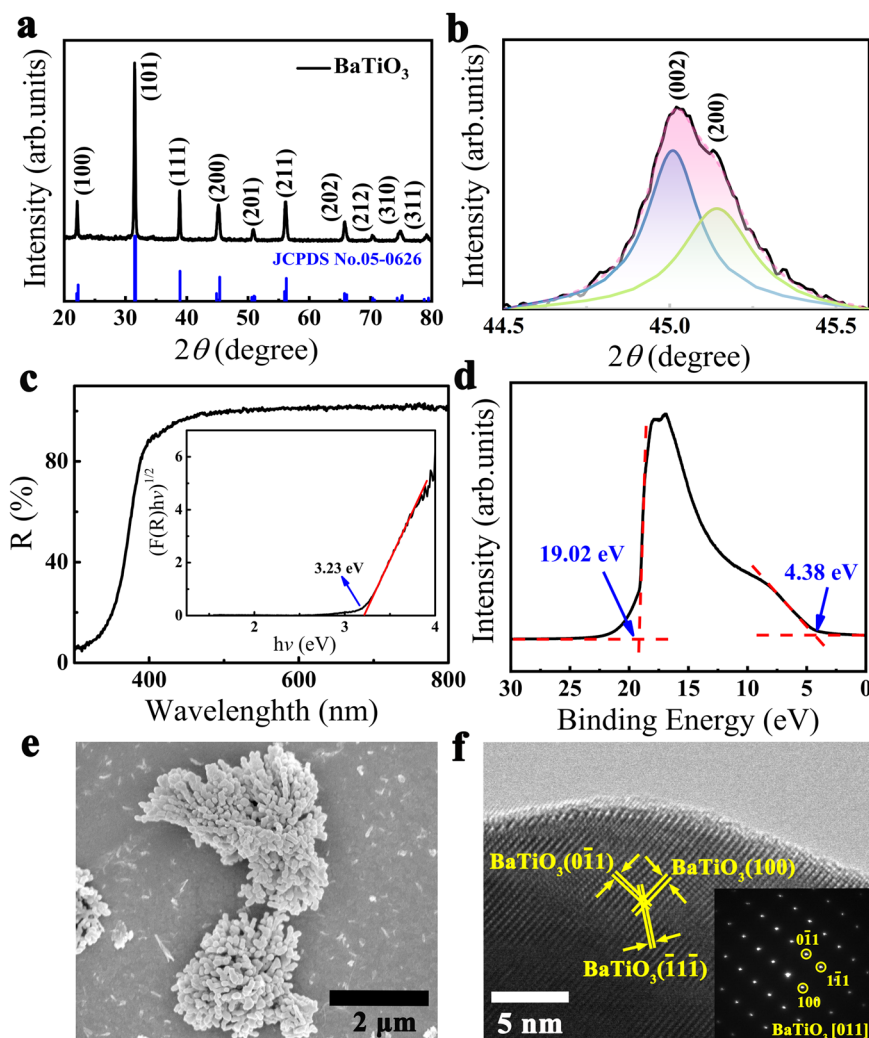 a
Intensity (arb.units)
(100)
(101)
(111)
(200)
(201)
(211)
(202)
(212)
(310)
(311)
BaTiO₃
JCPDS No.05-0626
20 30 40 50 60 70 80
2θ (degree)
b
Intensity (arb.units)
(002)
(200)
44.5 45.0 45.5
2θ (degree)
c
R (%)
80
40
0
400 600 800
Wavelenghth (nm)
(F(R)hν)^1/2
6
4
2
0
3.23 eV
2 3 4
hν (eV)
d
Intensity (arb.units)
19.02 eV
4.38 eV
30 25 20 15 10 5 0
Binding Energy (eV)
e
2 μm
f
BaTiO₃(01̄1)
BaTiO₃(100)
BaTiO₃(1̄11̄)
5 nm
01̄1
11̄1
100
BaTiO₃ [011]